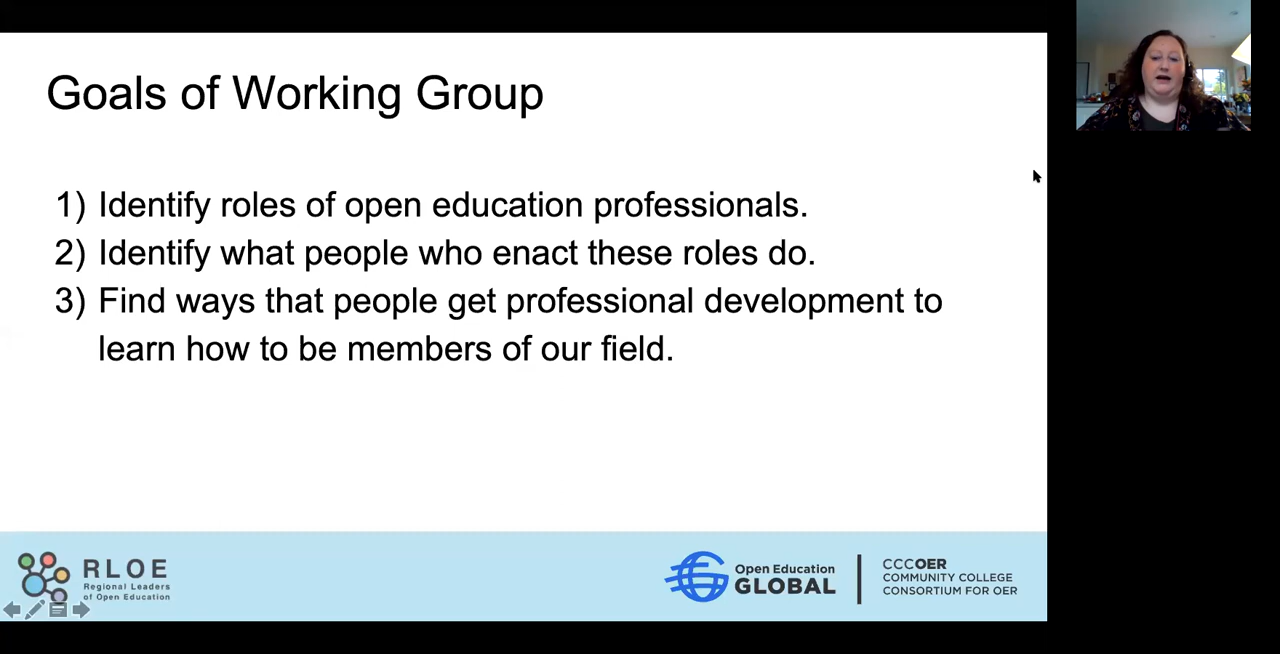 Goals of Working Group
1) Identify roles of open education professionals.
2) Identify what people who enact these roles do.
3) Find ways that people get professional development to
learn how to be members of our field.
RLOE
Regional Leaders
of Open Education
Open Education
GLOBAL
CCCOER
COMMUNITY COLLEGE
CONSORTIUM FOR OER